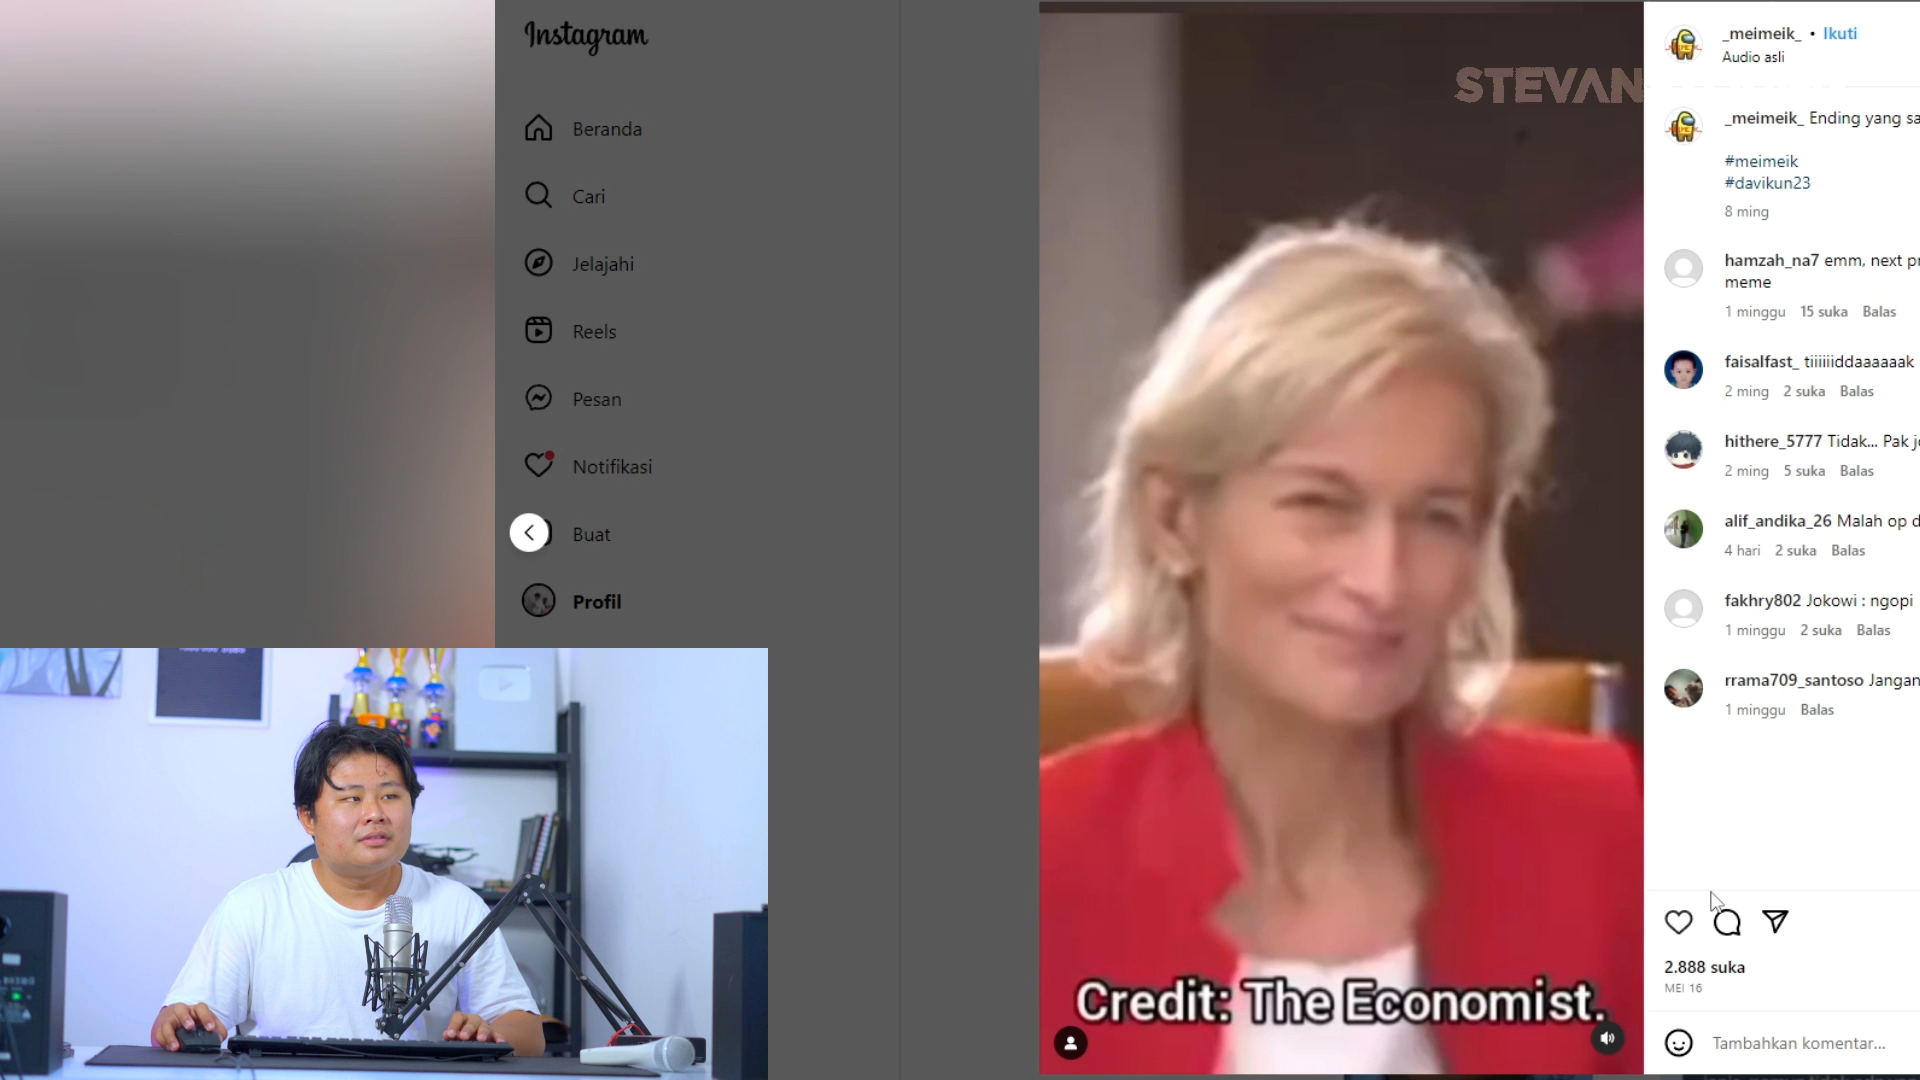 Instagram
Beranda
Cari
Jelajahi
Reels
Pesan
Notifikasi
Buat
Profil
STEVAN
Credit: The Economist.
_meimeik_ • Ikuti
Audio asli
_meimeik_ Ending yang sa
#meimeik
#davikun23
8 ming
hamzah_na7 emm, next pr
meme
1 minggu 15 suka Balas
faisalfast_ tiiiiiiddaaaaaak
2 ming 2 suka Balas
hithere_5777 Tidak... Pak jo
2 ming 5 suka Balas
alif_andika_26 Malah op d
4 hari 2 suka Balas
fakhry802 Jokowi : ngopi
1 minggu 2 suka Balas
rrama709_santoso Jangan
1 minggu Balas
2.888 suka
MEI 16
Tambahkan komentar...